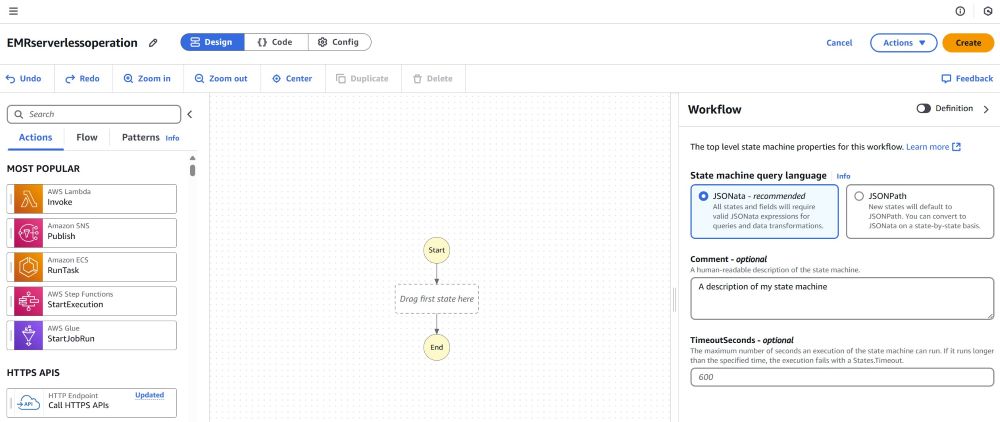 EMRserverlessoperation
Design
Code
Config
Cancel
Actions
Create
Undo
Redo
Zoom in
Zoom out
Center
Duplicate
Delete
Feedback
Search
Actions
Flow
Patterns
Info
MOST POPULAR
AWS Lambda
Invoke
Amazon SNS
Publish
Amazon ECS
RunTask
AWS Step Functions
StartExecution
AWS Glue
StartJobRun
HTTPS APIS
API
HTTP Endpoint
Updated
Call HTTPS APIs
Start
Drag first state here
End
Workflow
Definition
The top level state machine properties for this workflow. Learn more
State machine query language
Info
JSONata - recommended
All states and fields will require
valid JSONata expressions for
queries and data transformations.
JSONPath
New states will default to
JSONPath. You can convert to
JSONata on a state-by-state basis.
Comment - optional
A human-readable description of the state machine.
A description of my state machine
TimeoutSeconds - optional
The maximum number of seconds an execution of the state machine can run. If it runs longer
than the specified time, the execution fails with a States.Timeout.
600